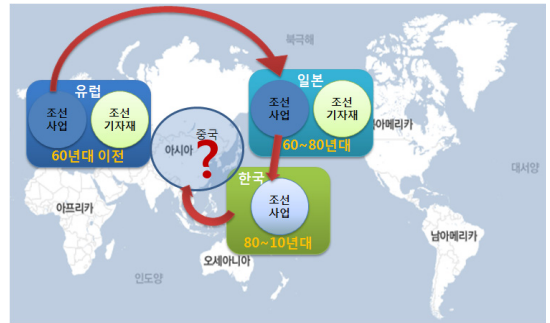 북극해
유럽
조선
사업
조선
기자재
60년대 이전
일본
조선
사업
조선
기자재
60~80년대
중국
아시아
?
북아메리카
대서양
한국
조선
사업
80~10년대
아프리카
오세아니아
남아메리카
인도양